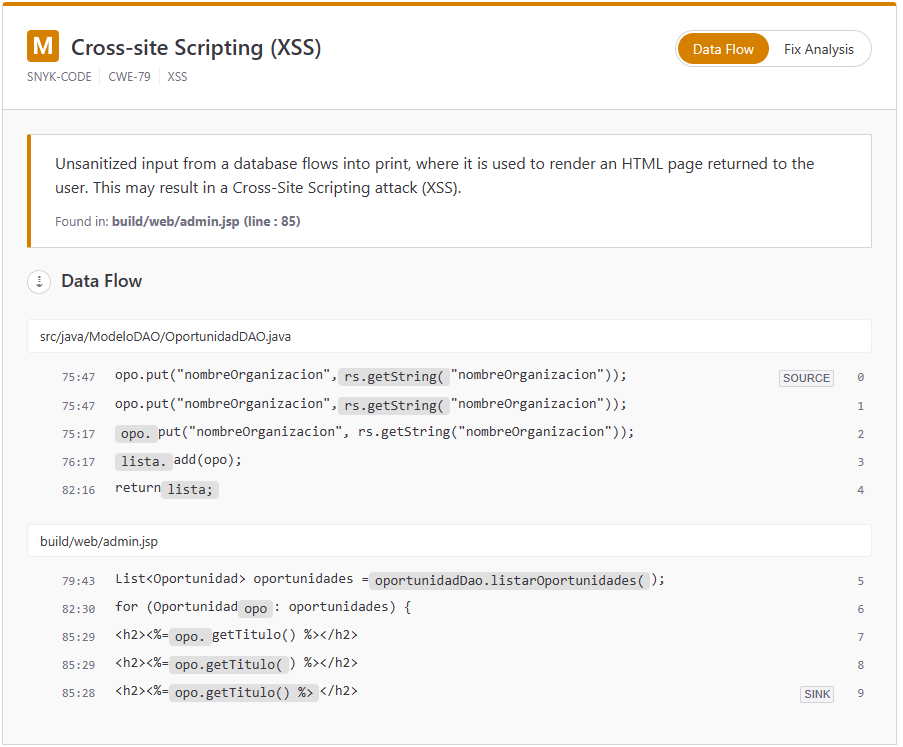 M Cross-site Scripting (XSS)
Data Flow Fix Analysis
SNYK-CODE CWE-79 XSS
Unsanitized input from a database flows into print, where it is used to render an HTML page returned to the
user. This may result in a Cross-Site Scripting attack (XSS).
Found in: build/web/admin.jsp (line : 85)
Data Flow
src/java/ModeloDAO/OportunidadDAO.java
75:47 opo.put("nombreOrganizacion", rs.getString( "nombreOrganizacion")); SOURCE 0
75:47 opo.put("nombreOrganizacion", rs.getString( "nombreOrganizacion")); 1
75:17 opo. put("nombreOrganizacion", rs.getString("nombreOrganizacion")); 2
76:17 lista. add(opo); 3
82:16 return lista; 4
build/web/admin.jsp
79:43 List<Oportunidad> oportunidades = oportunidadDao.listarOportunidades( ); 5
82:30 for (Oportunidad opo : oportunidades) { 6
85:29 <h2><%= opo. getTitulo() %></h2> 7
85:29 <h2><%= opo.getTitulo( ) %></h2> 8
85:28 <h2><%= opo.getTitulo() %> </h2> SINK 9